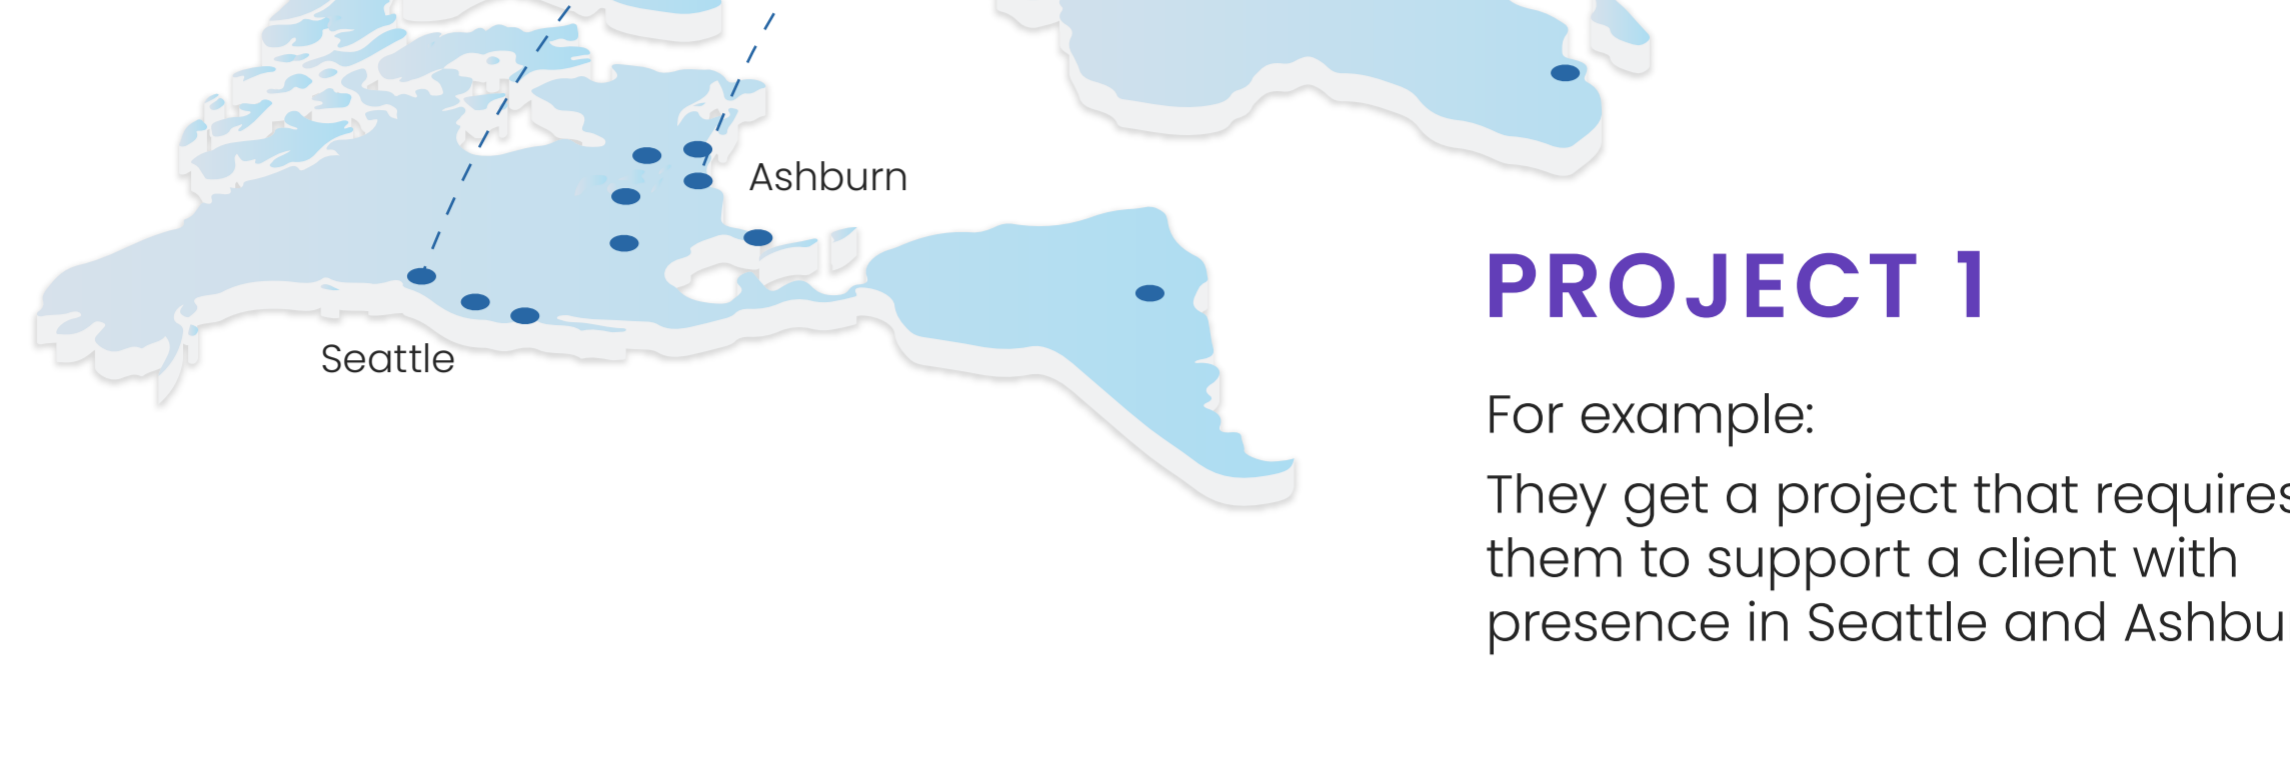 Ashburn
Seattle
PROJECT 1
For example:
They get a project that requires
them to support a client with
presence in Seattle and Ashbu